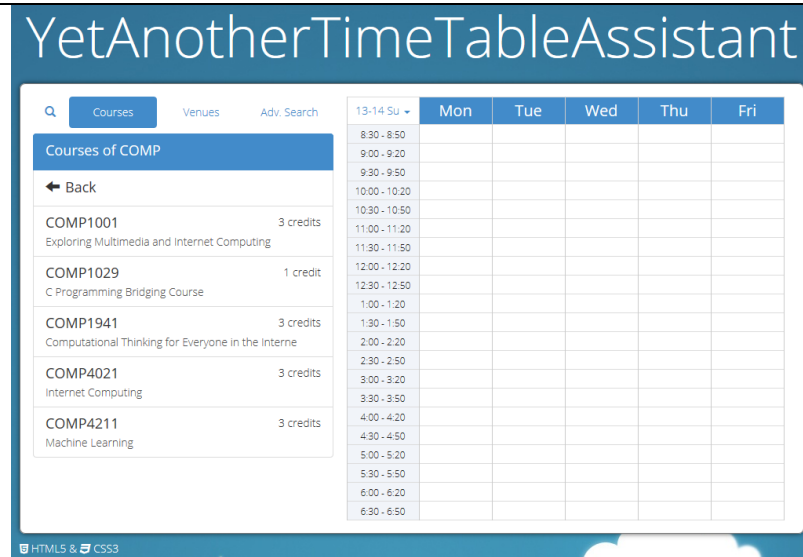 YetAnotherTimeTableAssistant
Courses
Venues
Adv. Search
Courses of COMP
Back
COMP1001 3 credits
Exploring Multimedia and Internet Computing
COMP1029 1 credit
C Programming Bridging Course
COMP1941 3 credits
Computational Thinking for Everyone in the Interne
COMP4021 3 credits
Internet Computing
COMP4211 3 credits
Machine Learning
13-14 Su Mon Tue Wed Thu Fri
8:30 - 8:50
9:00 - 9:20
9:30 - 9:50
10:00 - 10:20
10:30 - 10:50
11:00 - 11:20
11:30 - 11:50
12:00 - 12:20
12:30 - 12:50
1:00 - 1:20
1:30 - 1:50
2:00 - 2:20
2:30 - 2:50
3:00 - 3:20
3:30 - 3:50
4:00 - 4:20
4:30 - 4:50
5:00 - 5:20
5:30 - 5:50
6:00 - 6:20
6:30 - 6:50
HTML5 & CSS3